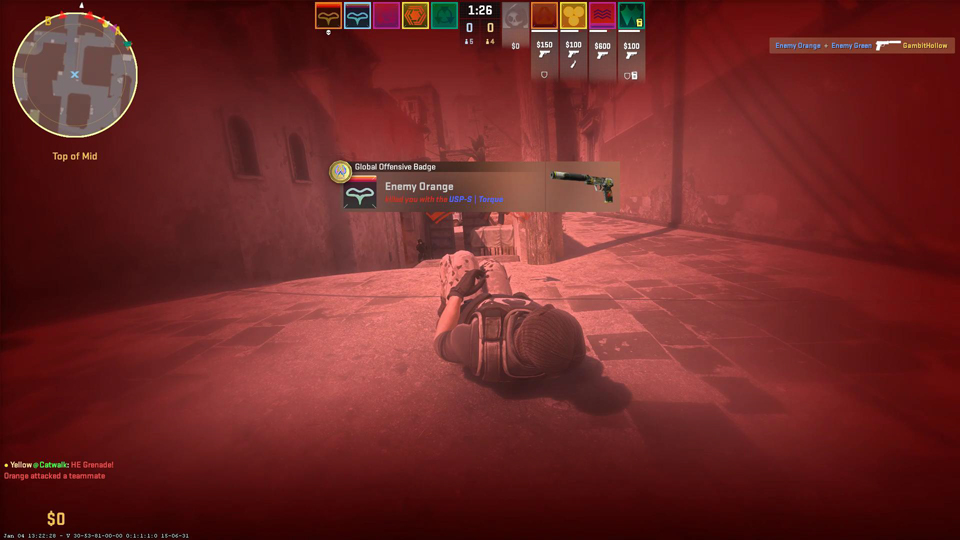 B
A
1:26
0 0
5 4
$0 $150 $100 $600 $100
Enemy Orange + Enemy Green GambitHollow
Top of Mid
Global Offensive Badge
Enemy Orange
killed you with the USP-S | Torque
Yellow @ Catwalk: HE Grenade!
Orange attacked a teammate
$0